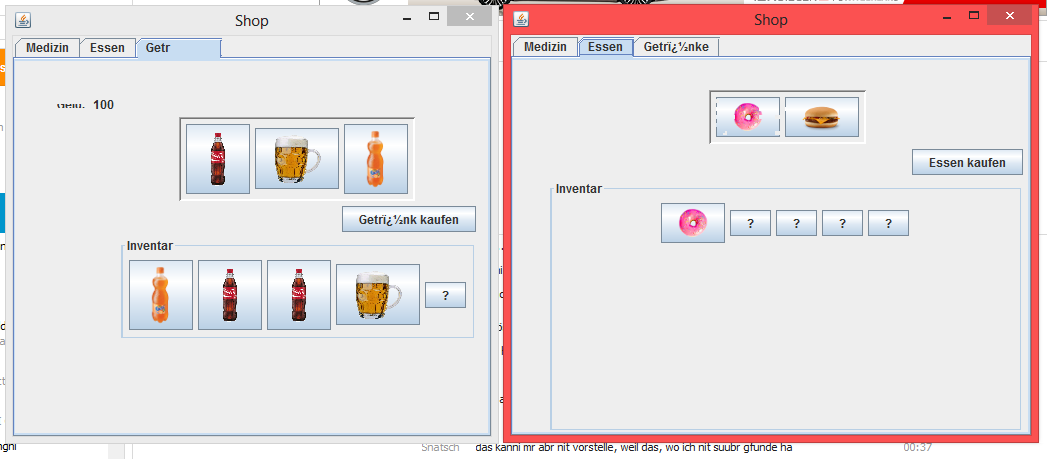 Shop
Medizin Essen Getr
Geld: 100
Getrï¿½nk kaufen
Inventar
?
Shop
Medizin Essen Getrï¿½nke
Essen kaufen
Inventar
? ? ? ?
Snatsch das kanni mr abr nit vorstelle, weil das, wo ich nit suubr gfunde ha 00:37